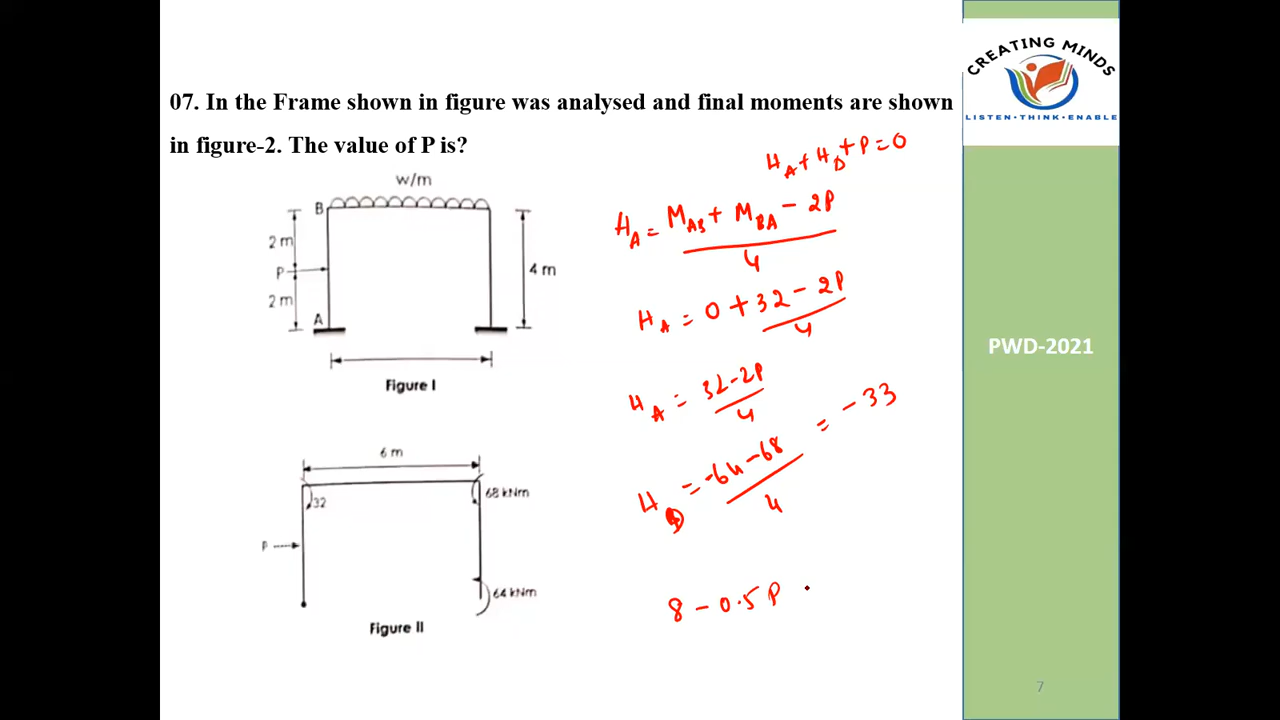 CREATING MINDS
LISTEN•THINK•ENABLE
07. In the Frame shown in figure was analysed and final moments are shown
in figure-2. The value of P is?
H_A + H_D + P = 0
w/m
B
2 m
P
2 m
A
4 m
Figure I
H_A = M_AB + M_BA - 2P / 4
H_A = 0 + 32 - 2P / 4
H_A = 32 - 2P / 4
H_D = -64 - 68 / 4 = -33
8 - 0.5P
6 m
32
68 kNm
P
64 kNm
Figure II
PWD-2021
7